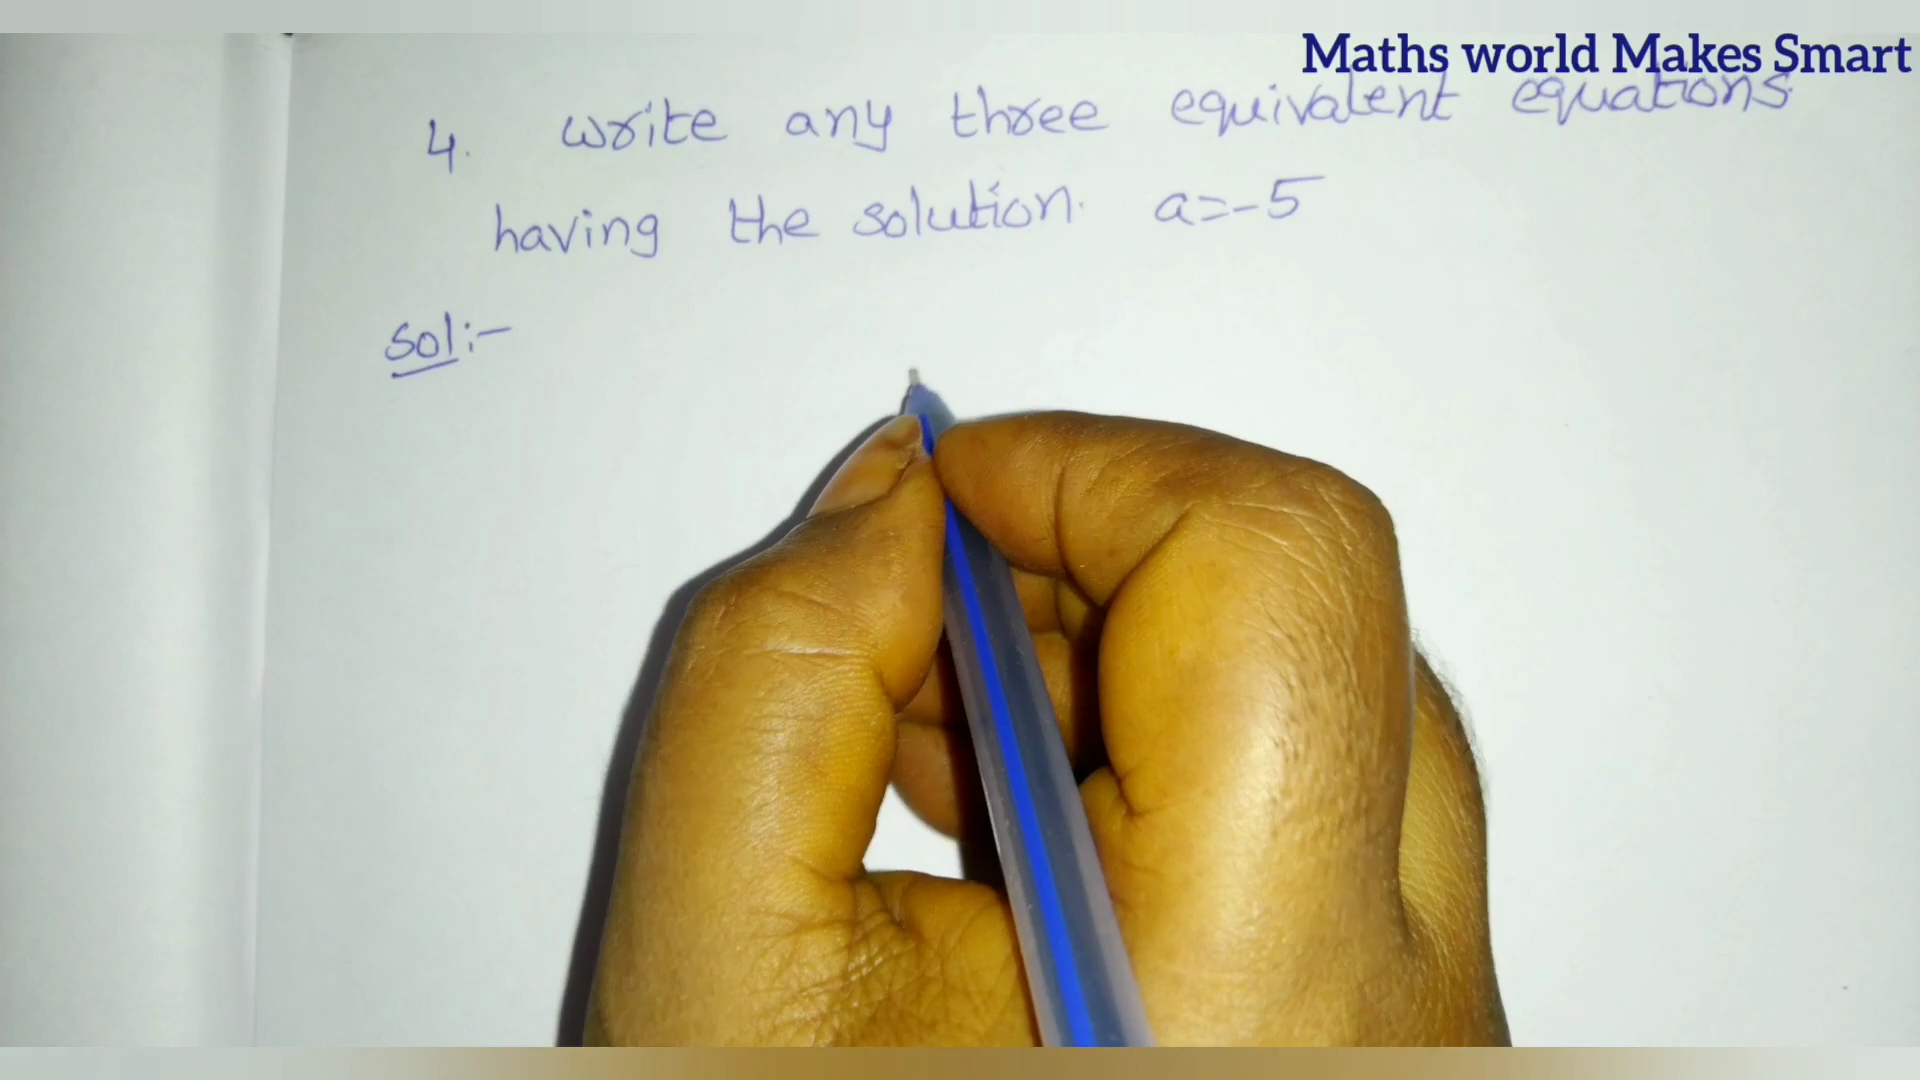 Maths world Makes Smart
4. write any three equivalent equations.
having the solution. a=-5
Sol:-